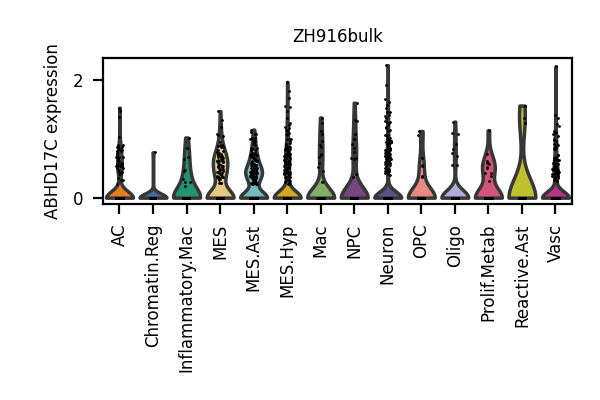 ZH916bulk
ABHD17C expression
2
0
AC
Chromatin.Reg
Inflammatory.Mac
MES
MES.Ast
MES.Hyp
Mac
NPC
Neuron
OPC
Oligo
Prolif.Metab
Reactive.Ast
Vasc